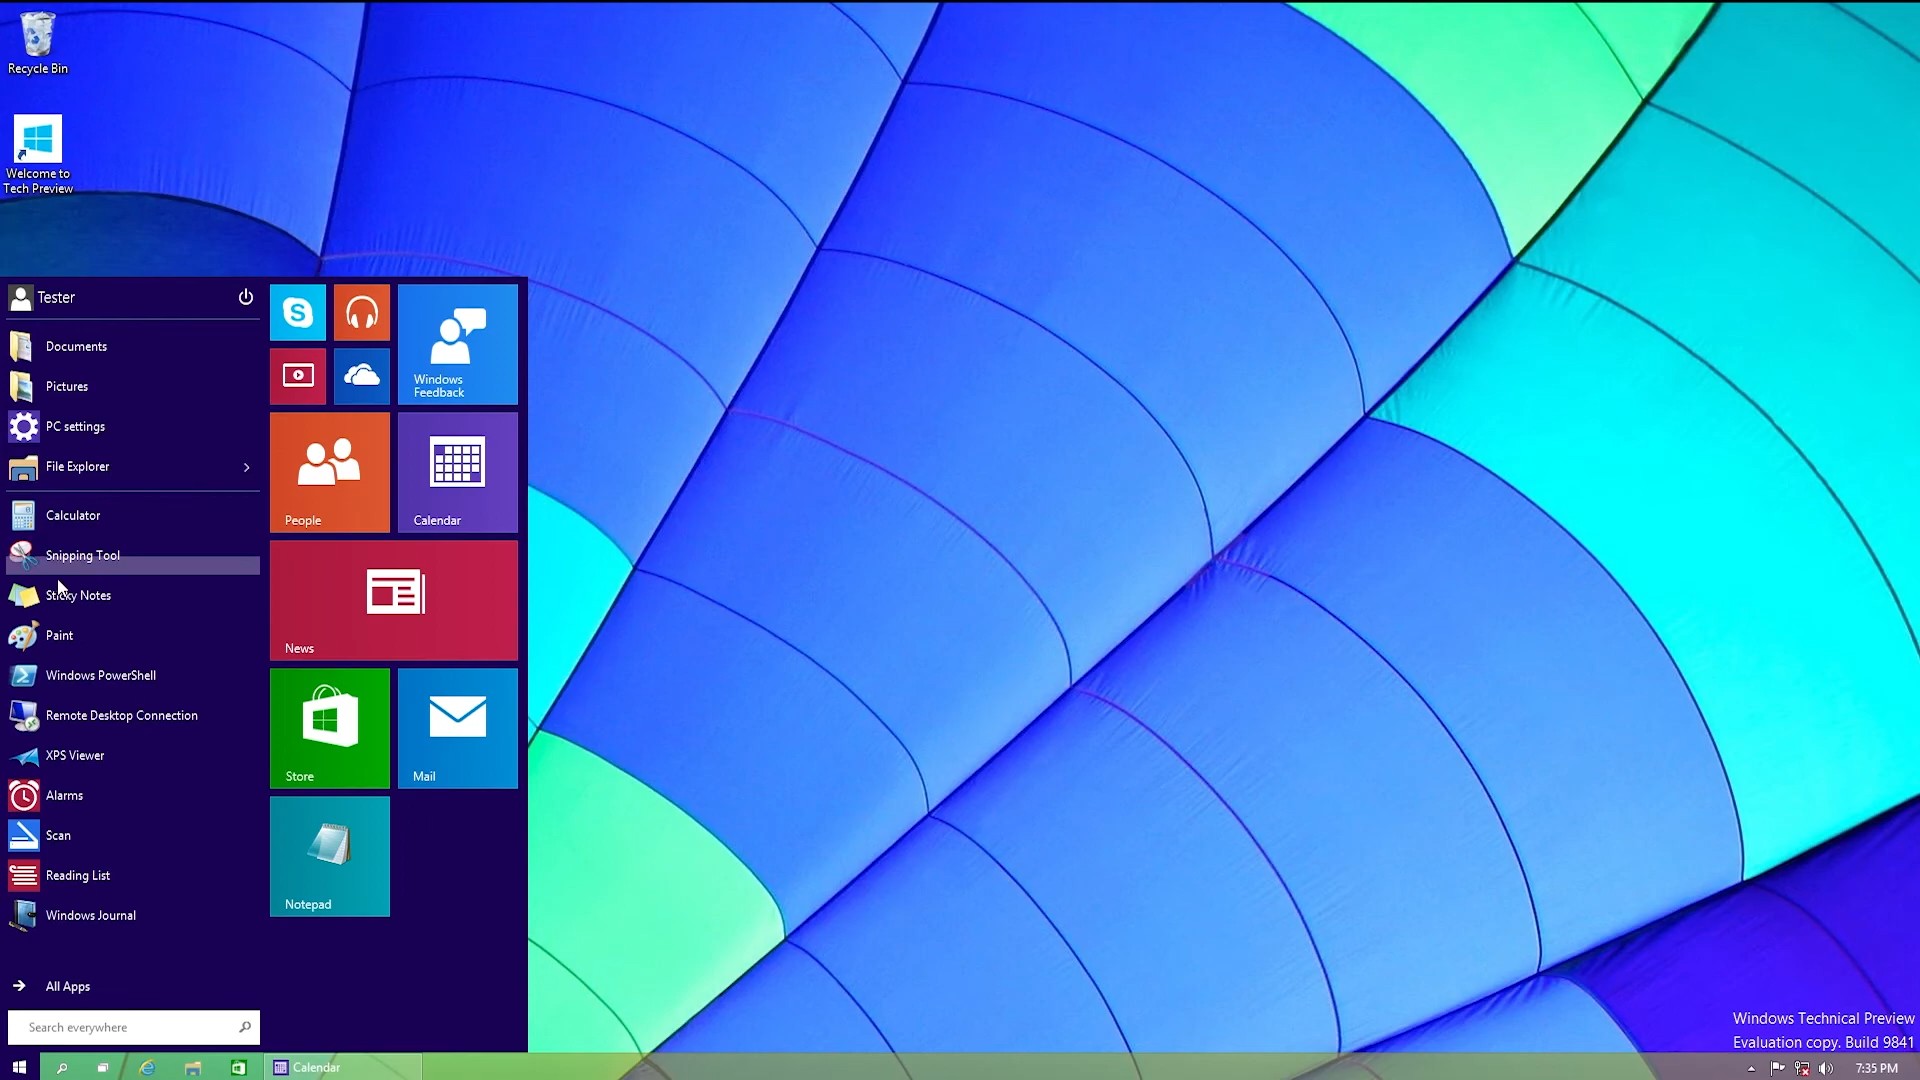 Recycle Bin
Welcome to
Tech Preview
Tester
Documents
Pictures
PC settings
File Explorer
Calculator
Snipping Tool
Sticky Notes
Paint
Windows PowerShell
Remote Desktop Connection
XPS Viewer
Alarms
Scan
Reading List
Windows Journal
All Apps
Search everywhere
Windows
Feedback
People
Calendar
News
Store
Mail
Notepad
Windows Technical Preview
Evaluation copy. Build 9841
Calendar
7:35 PM